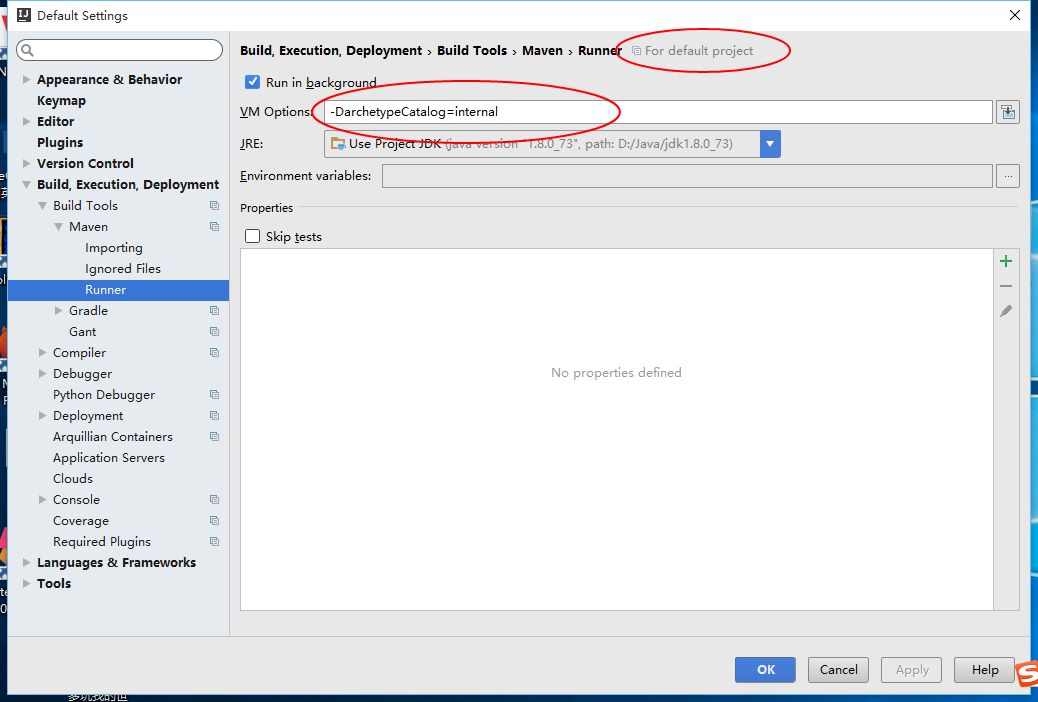 Default Settings
Build, Execution, Deployment › Build Tools › Maven › Runner For default project
Appearance & Behavior
Keymap
Editor
Plugins
Version Control
Build, Execution, Deployment
Build Tools
Maven
Importing
Ignored Files
Runner
Gradle
Gant
Compiler
Debugger
Python Debugger
Deployment
Arquillian Containers
Application Servers
Clouds
Console
Coverage
Required Plugins
Languages & Frameworks
Tools
Run in background
VM Options: -DarchetypeCatalog=internal
JRE: Use Project JDK (java version "1.8.0_73", path: D:/Java/jdk1.8.0_73)
Environment variables: ...
Properties
Skip tests
No properties defined
OK Cancel Apply Help